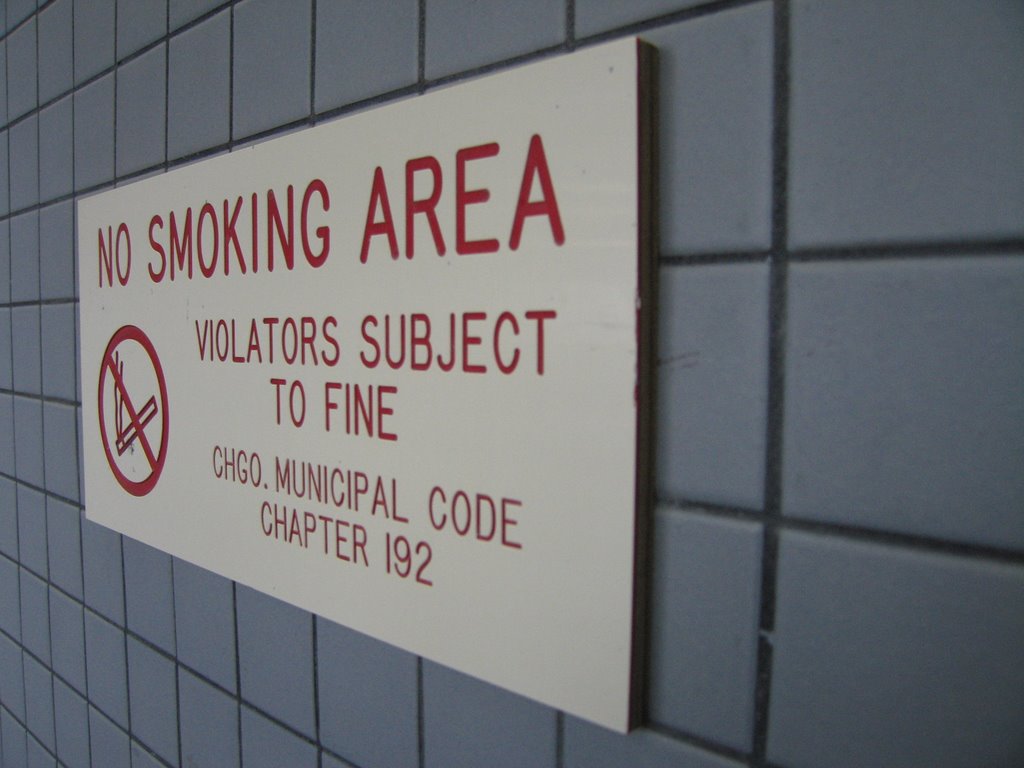 NO SMOKING AREA
VIOLATORS SUBJECT
TO FINE
CHGO. MUNICIPAL CODE
CHAPTER 192